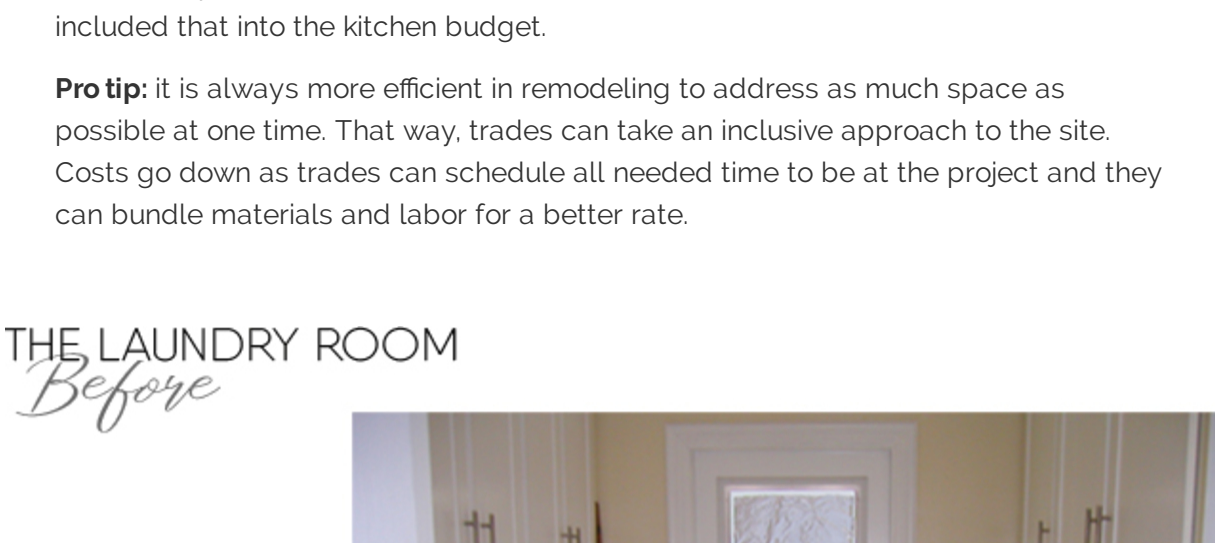 included that into the kitchen budget.
Pro tip: it is always more efficient in remodeling to address as much space as
possible at one time. That way, trades can take an inclusive approach to the site.
Costs go down as trades can schedule all needed time to be at the project and they
can bundle materials and labor for a better rate.
THE LAUNDRY ROOM
Before